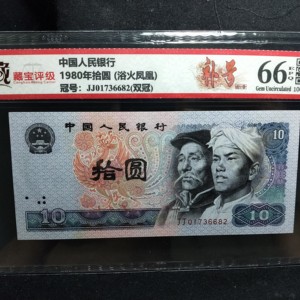 藏宝评级
中国人民银行
1980年拾圆 (浴火凤凰)
冠号: JJ01736682(双冠)
补号
66 EPQ
Gem Uncirculated
中国人民银行
拾圆
10
10
JJ01736682